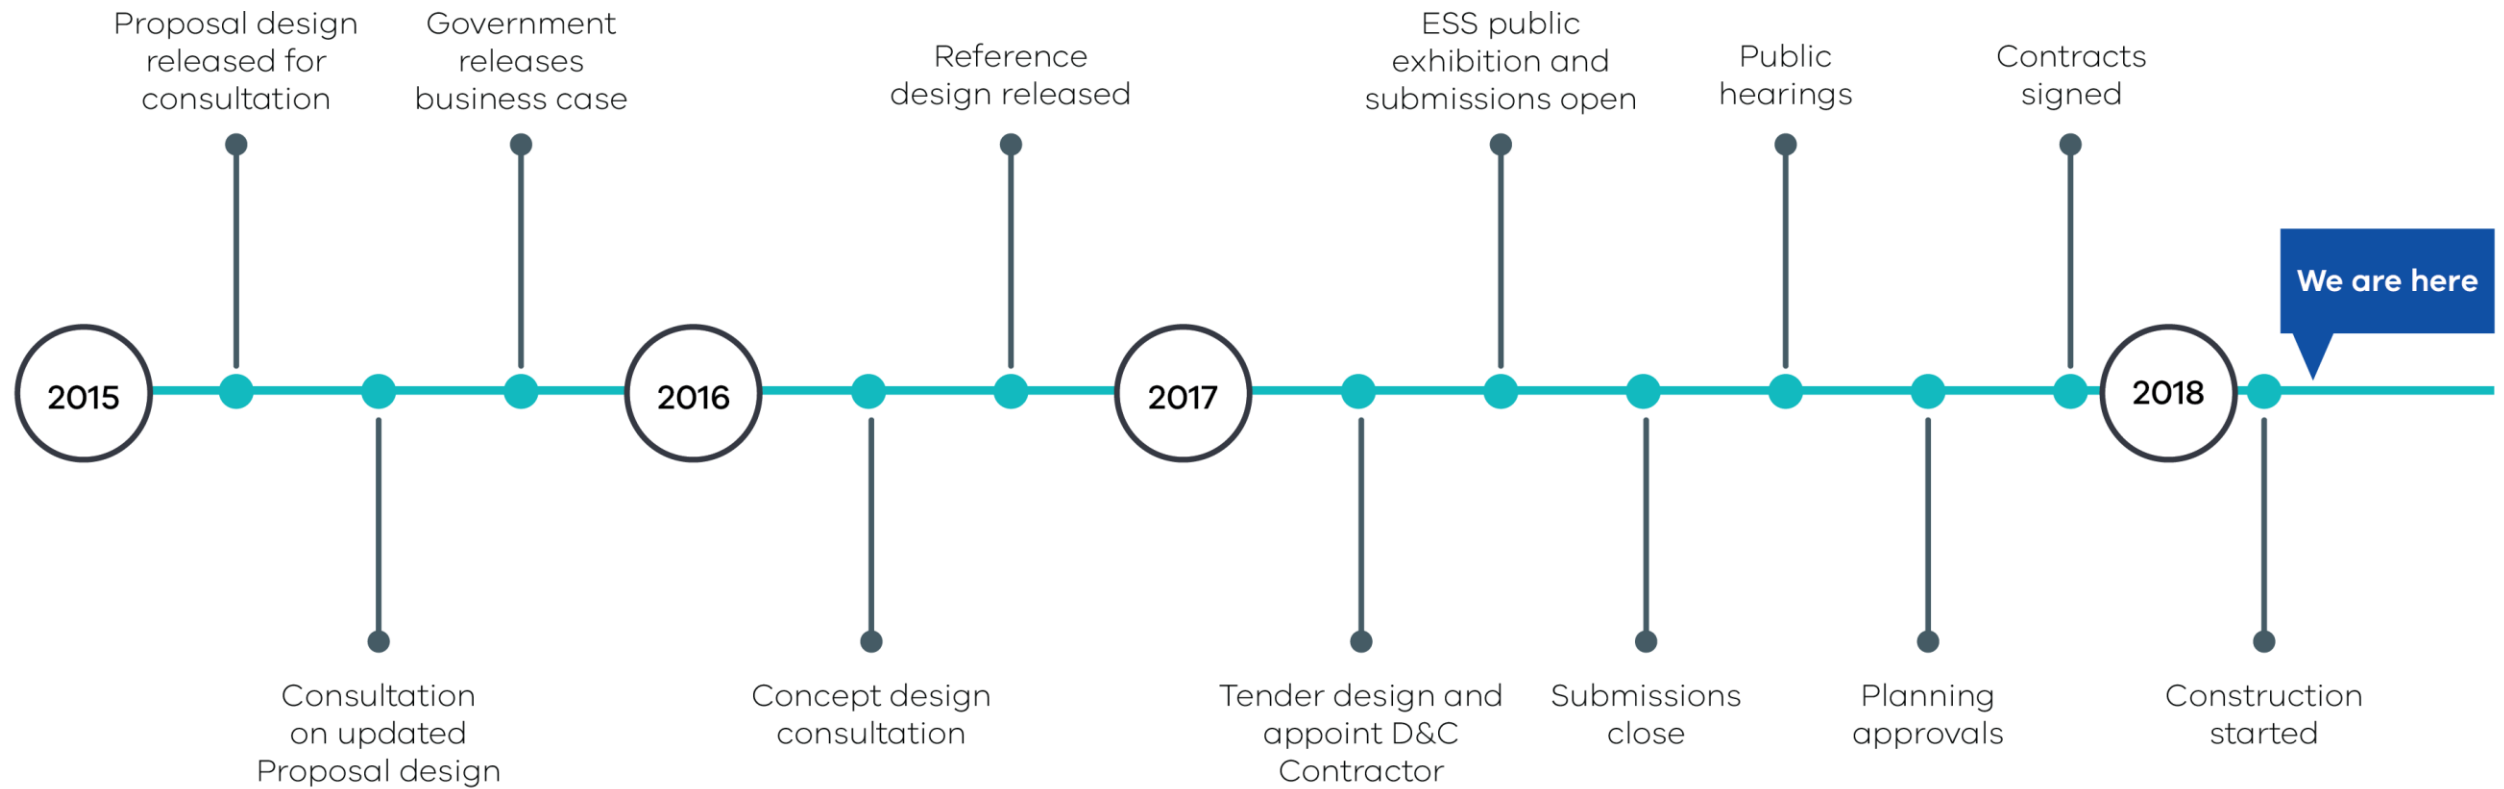 Proposal design
released for
consultation
Government
releases
business case
Reference
design released
ESS public
exhibition and
submissions open
Public
hearings
Contracts
signed
We are here
2015
2016
2017
2018
Consultation
on updated
Proposal design
Concept design
consultation
Tender design and
appoint D&C
Contractor
Submissions
close
Planning
approvals
Construction
started